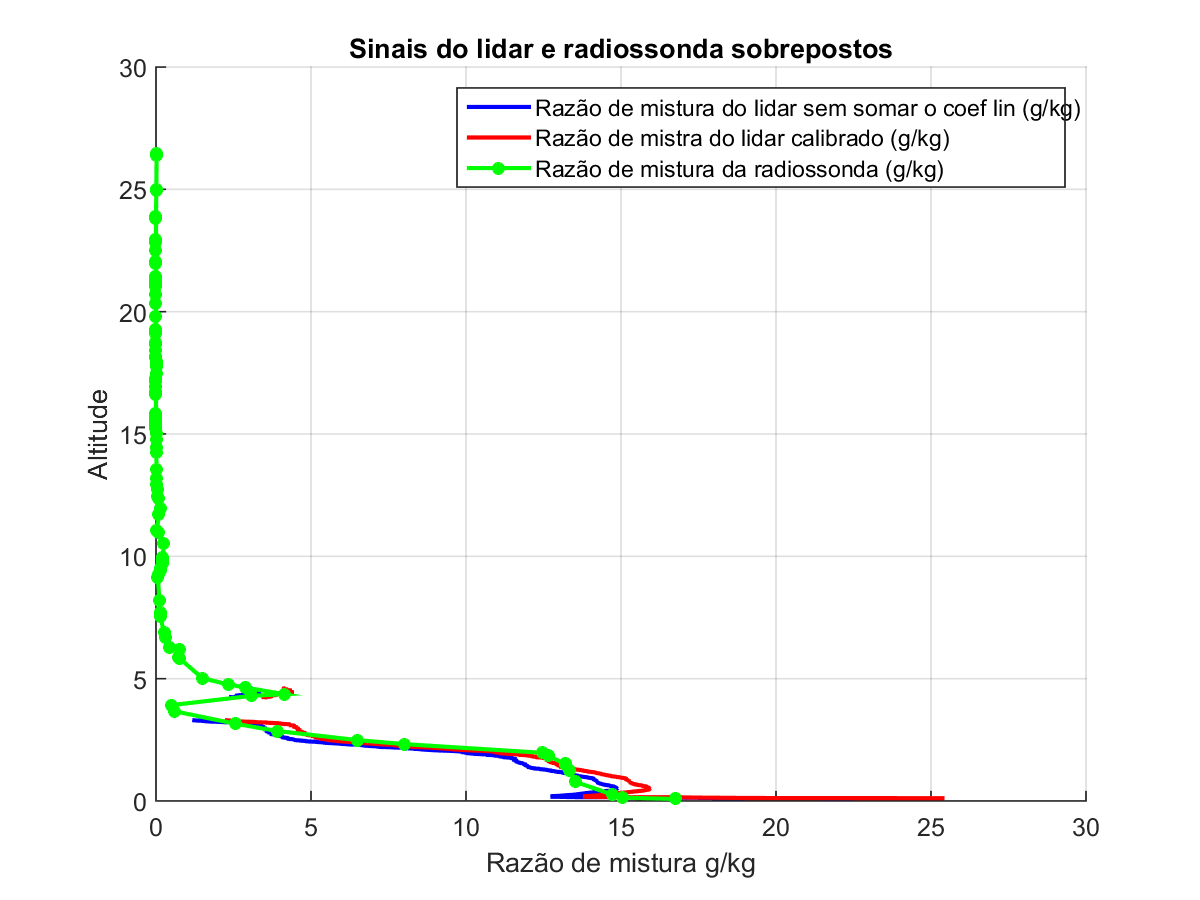 Sinais do lidar e radiossonda sobrepostos
30
Razão de mistura do lidar sem somar o coef lin (g/kg)
Razão de mistra do lidar calibrado (g/kg)
Razão de mistura da radiossonda (g/kg)
25
20
15
Altitude
10
5
0
0 5 10 15 20 25 30
Razão de mistura g/kg